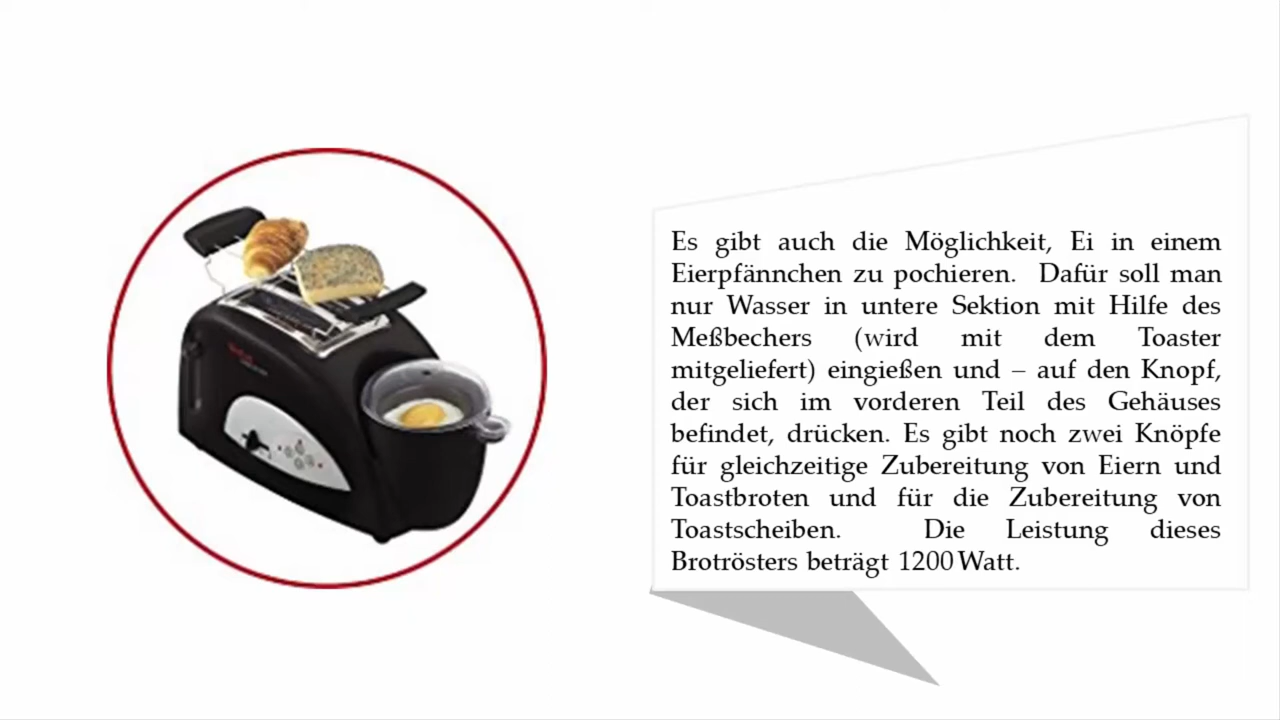 Es gibt auch die Möglichkeit, Ei in einem
Eierpfännchen zu pochieren. Dafür soll man
nur Wasser in untere Sektion mit Hilfe des
Meßbechers (wird mit dem Toaster
mitgeliefert) eingießen und – auf den Knopf,
der sich im vorderen Teil des Gehäuses
befindet, drücken. Es gibt noch zwei Knöpfe
für gleichzeitige Zubereitung von Eiern und
Toastbroten und für die Zubereitung von
Toastscheiben. Die Leistung dieses
Brotrösters beträgt 1200 Watt.